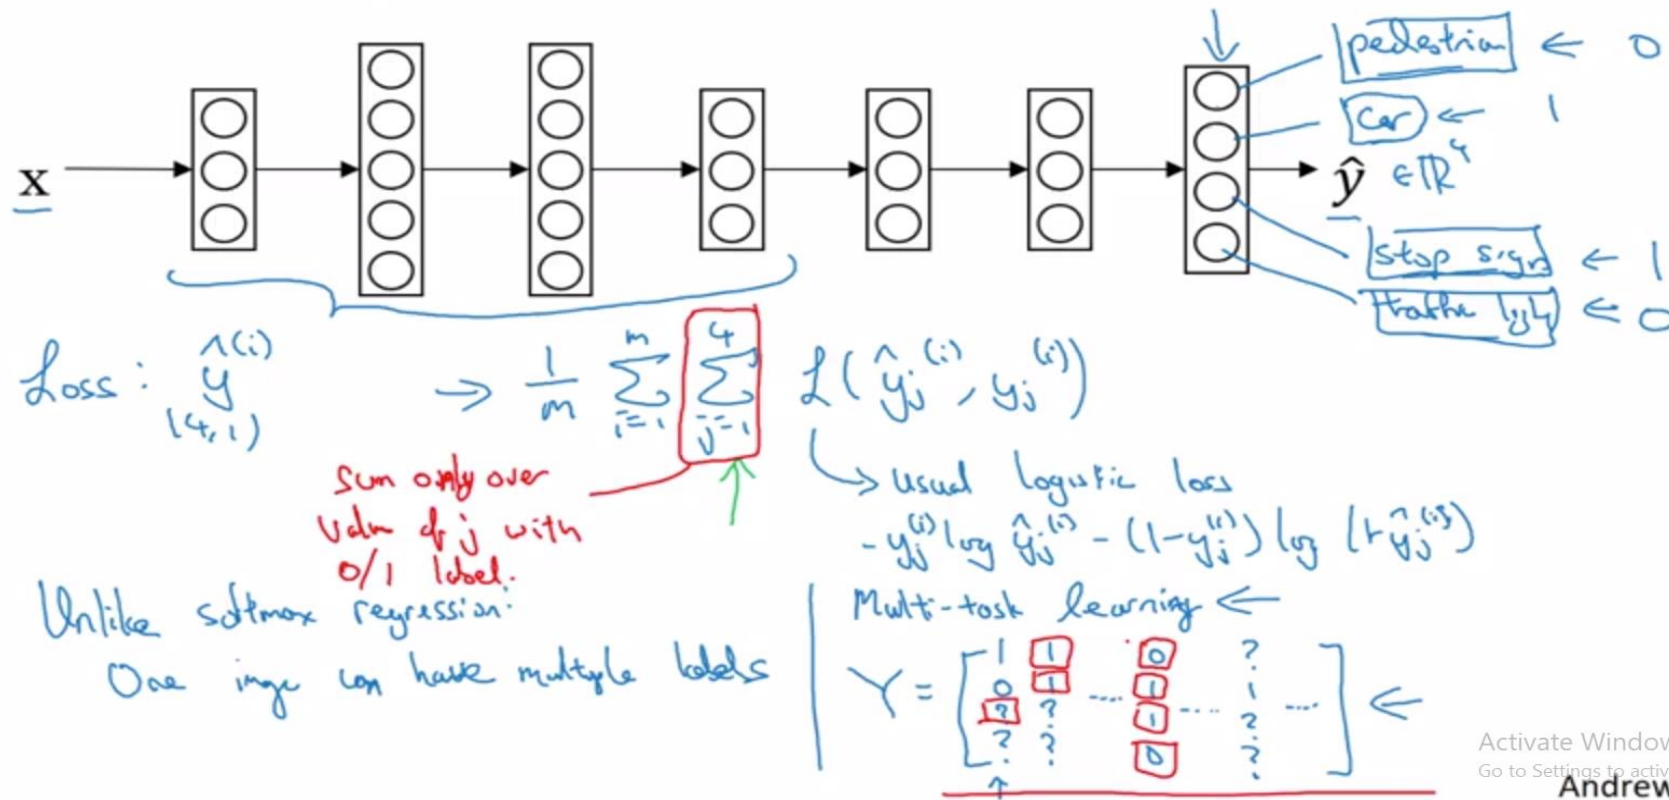 pedestrian ← 0
car ← 1
x
ŷ ∈ ℝ⁴
stop sign ← 1
traffic light ← 0
Loss: ŷ^(i) → 1/m Σ_{i=1}^{m} Σ_{j=1}^{4} L(ŷ_j^(i), y_j^(i))
(4,1)
Sum only over
value of j with
0/1 label.
→ usual logistic loss
-y_j^(i) log ŷ_j^(i) - (1-y_j^(i)) log (1-ŷ_j^(i))
Unlike softmax regression:
One image can have multiple labels
Multi-task learning ←
1 1 0 ?
Y = [ 0 1 .... 1 1 ] ←
? ? 1 .... ? ....
? ? 0 ?
Activate Window
Go to Settings to activ
Andrew